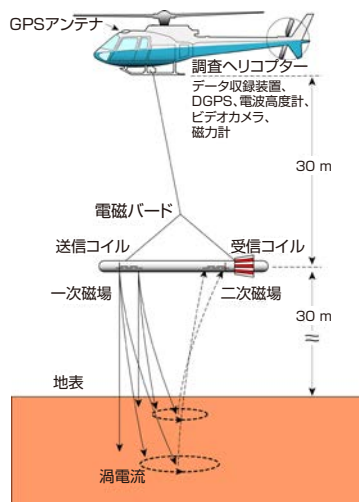 GPSアンテナ
調査ヘリコプター
データ収録装置、
DGPS、電波高度計、
ビデオカメラ、
磁力計
30 m
電磁バード
送信コイル
受信コイル
一次磁場
二次磁場
30 m
地表
渦電流